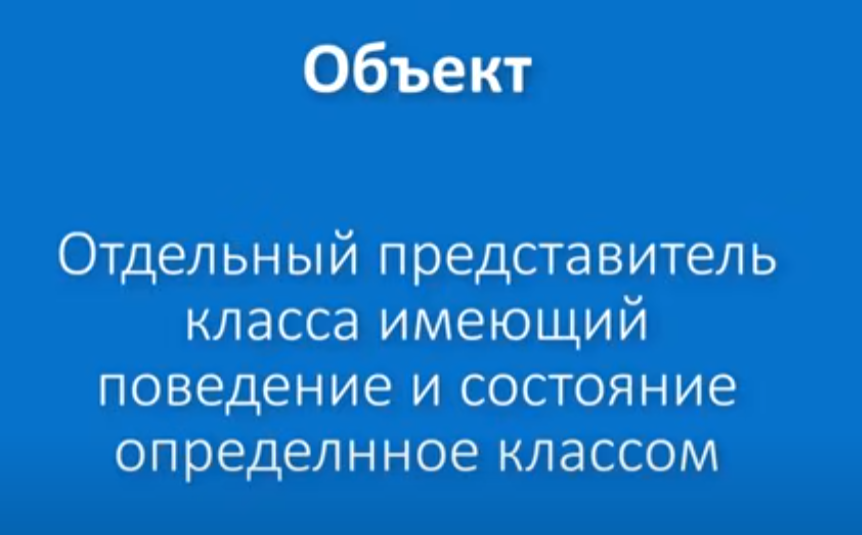 Объект
Отдельный представитель
класса имеющий
поведение и состояние
определнное классом